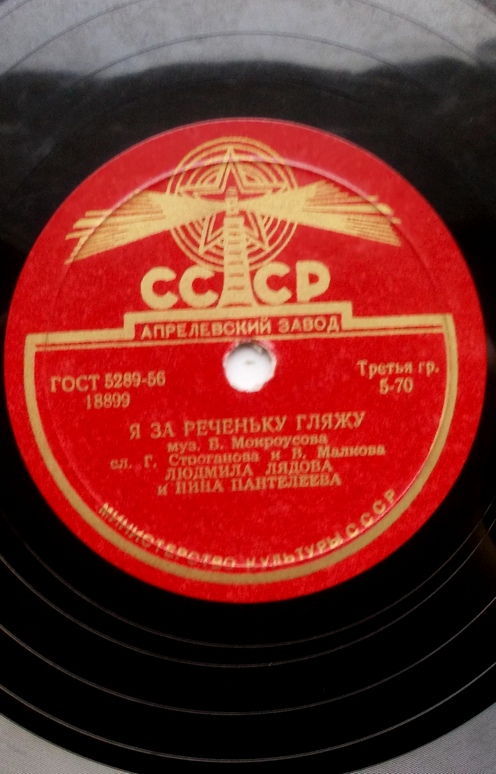 СССР
АПРЕЛЕВСКИЙ ЗАВОД
ГОСТ 5289-56
18899
Третья гр.
5-70
Я ЗА РЕЧЕНЬКУ ГЛЯЖУ
муз. Б. Мокроусова
сл. Г. Строганова и В. Малкова
ЛЮДМИЛА ЛЯДОВА
и НИНА ПАНТЕЛЕЕВА
МИНИСТЕРСТВО КУЛЬТУРЫ СССР